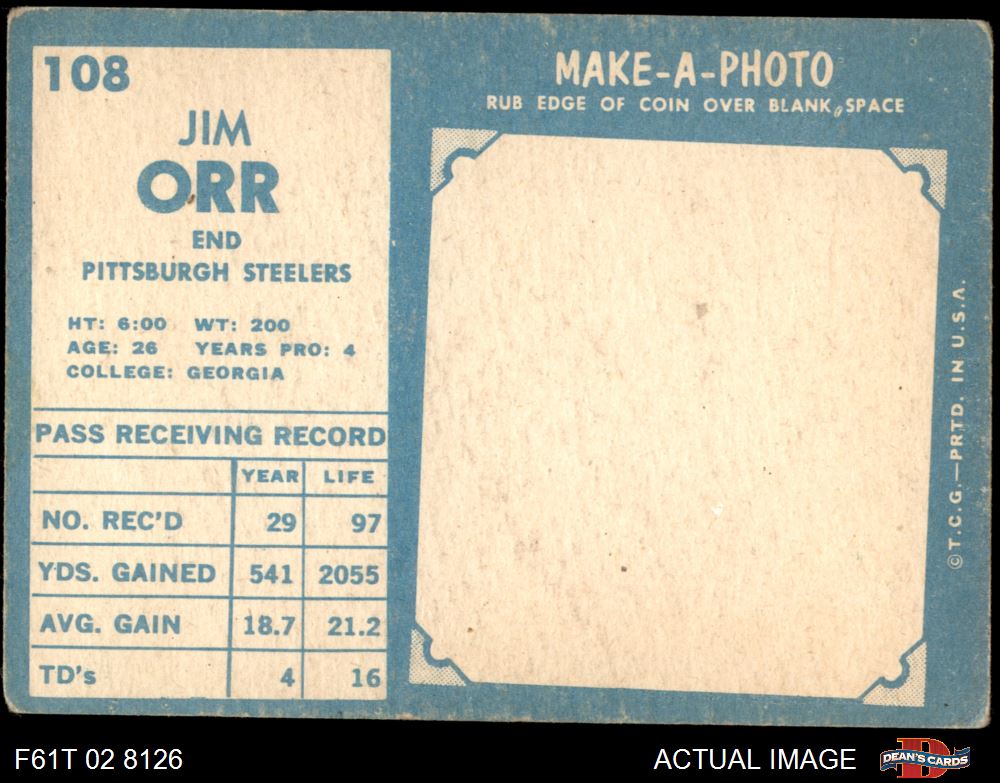 108
JIM
ORR
END
PITTSBURGH STEELERS
HT: 6:00 WT: 200
AGE: 26 YEARS PRO: 4
COLLEGE: GEORGIA
PASS RECEIVING RECORD
YEAR LIFE
NO. REC'D 29 97
YDS. GAINED 541 2055
AVG. GAIN 18.7 21.2
TD's 4 16
MAKE-A-PHOTO
RUB EDGE OF COIN OVER BLANK SPACE
©T.C.G.—PRTD. IN U.S.A.
F61T 02 8126
ACTUAL IMAGE
D
DEAN'S CARDS